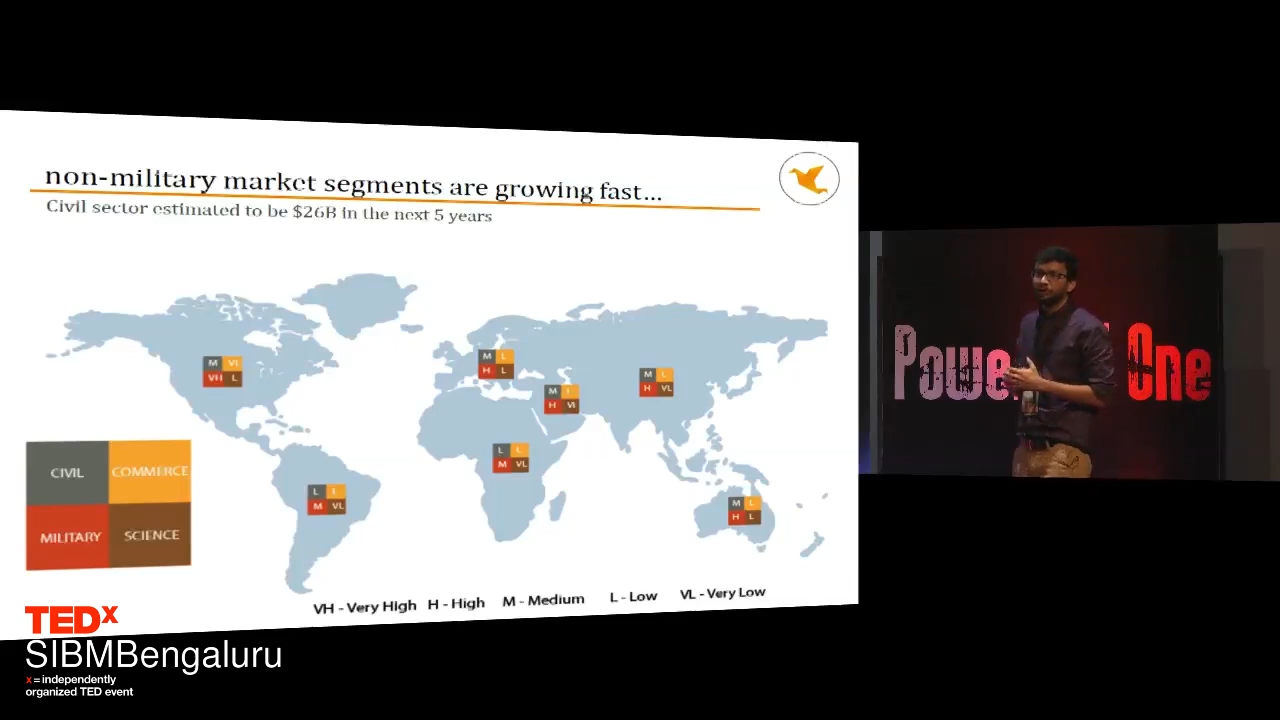 non-military market segments are growing fast...
Civil sector estimated to be $26B in the next 5 years
M VL
VH L
M L
H L
M L
H VL
M L
H VL
L L
M VL
L L
M VL
M L
H L
CIVIL COMMERCE
MILITARY SCIENCE
VH - Very High H - High M - Medium L - Low VL - Very Low
One
TEDx
SIBMBengaluru
x = independently
organized TED event